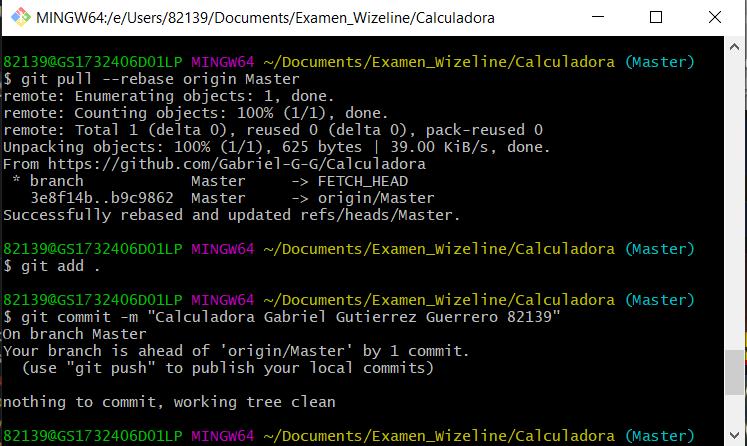 MINGW64:/e/Users/82139/Documents/Examen_Wizeline/Calculadora
82139@GS1732406D01LP MINGW64 ~/Documents/Examen_Wizeline/Calculadora (Master)
$ git pull --rebase origin Master
remote: Enumerating objects: 1, done.
remote: Counting objects: 100% (1/1), done.
remote: Total 1 (delta 0), reused 0 (delta 0), pack-reused 0
Unpacking objects: 100% (1/1), 625 bytes | 39.00 KiB/s, done.
From https://github.com/Gabriel-G-G/Calculadora
 * branch            Master     -> FETCH_HEAD
   3e8f14b..b9c9862  Master     -> origin/Master
Successfully rebased and updated refs/heads/Master.
82139@GS1732406D01LP MINGW64 ~/Documents/Examen_Wizeline/Calculadora (Master)
$ git add .
82139@GS1732406D01LP MINGW64 ~/Documents/Examen_Wizeline/Calculadora (Master)
$ git commit -m "Calculadora Gabriel Gutierrez Guerrero 82139"
On branch Master
Your branch is ahead of 'origin/Master' by 1 commit.
  (use "git push" to publish your local commits)
nothing to commit, working tree clean
82139@GS1732406D01LP MINGW64 ~/Documents/Examen_Wizeline/Calculadora (Master)